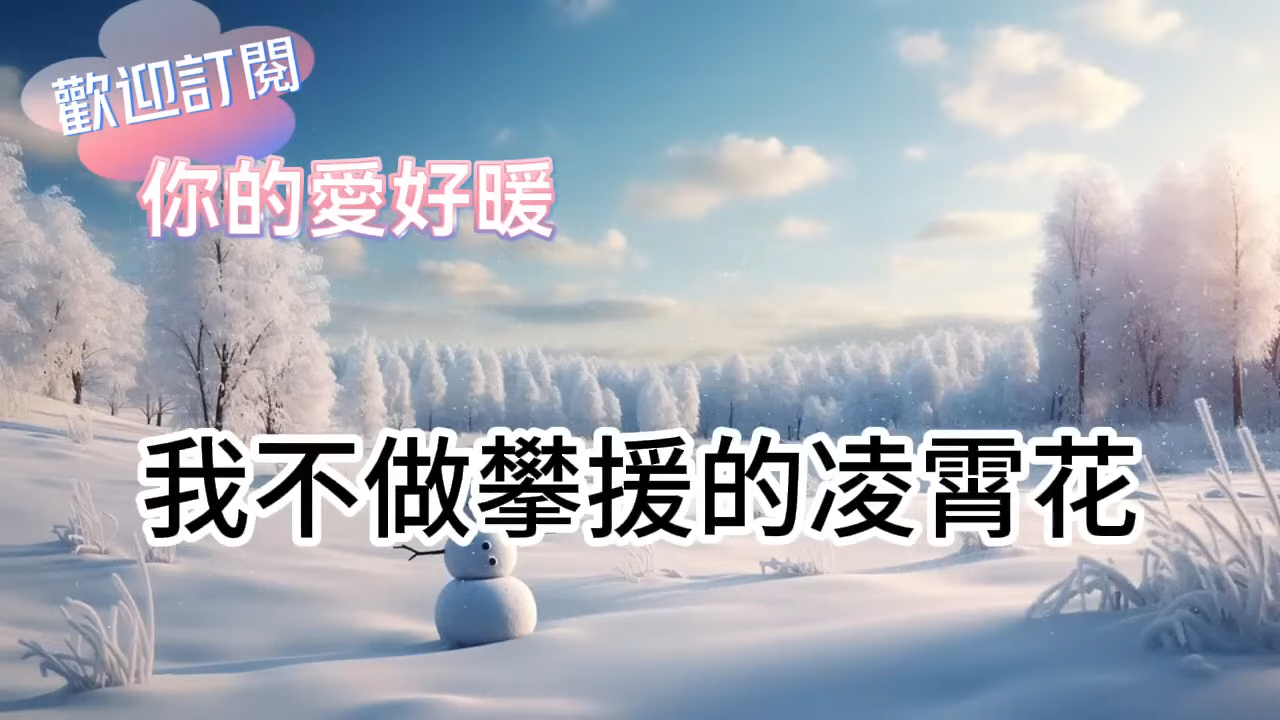 歡迎訂閱
你的愛好暖
我不做攀援的凌霄花